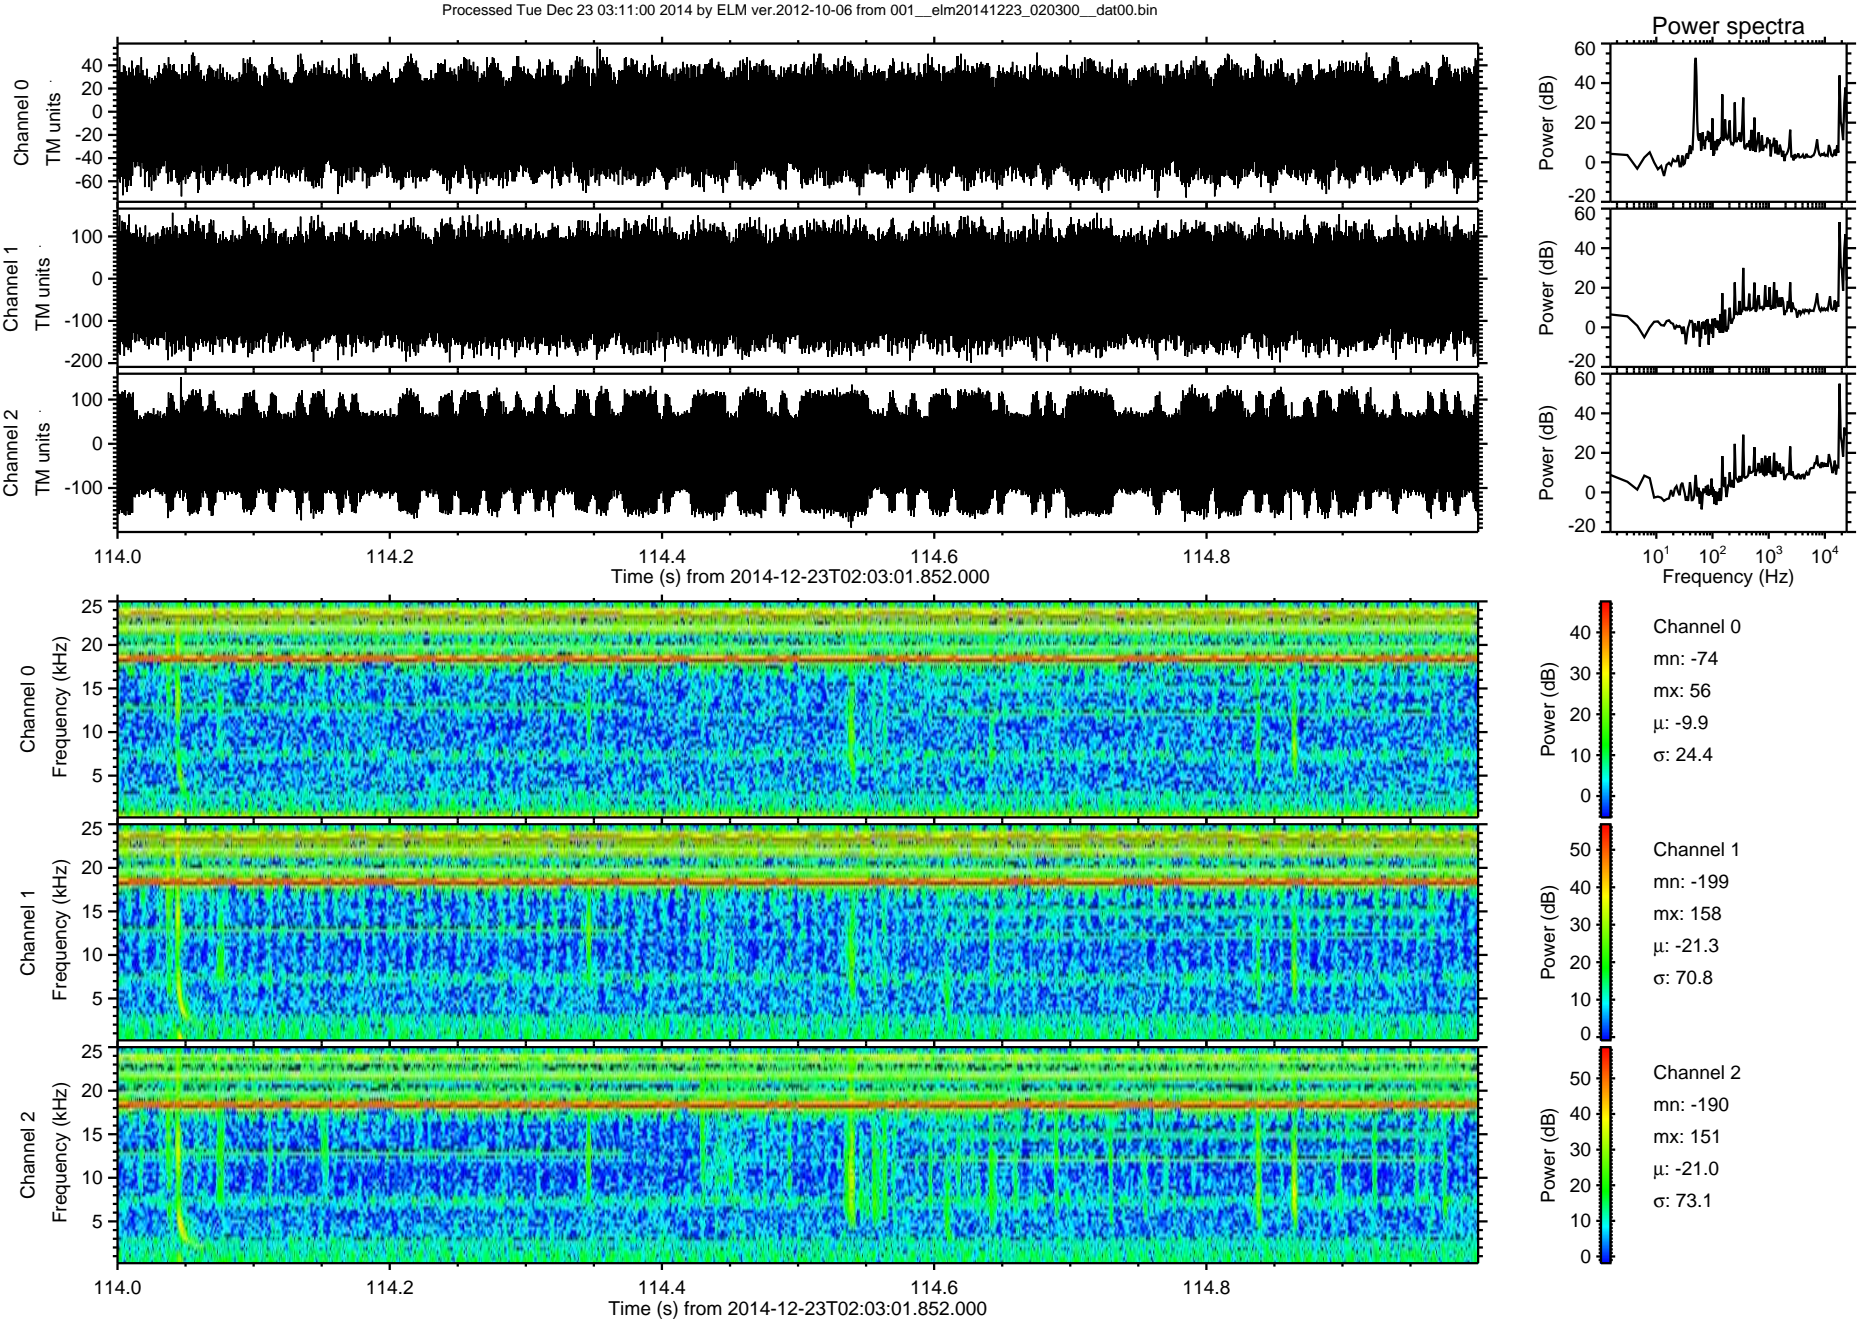 Processed Tue Dec 23 03:11:00 2014 by ELM ver.2012-10-06 from 001__elm20141223_020300__dat00.bin
Power spectra
Channel 0
TM units
40
20
0
-20
-40
-60
Power (dB)
60
40
20
0
-20
Channel 1
TM units
100
0
-100
-200
Power (dB)
60
40
20
0
-20
Channel 2
TM units
100
0
-100
Power (dB)
60
40
20
0
-20
114.0 114.2 114.4 114.6 114.8
Time (s) from 2014-12-23T02:03:01.852.000
10^1 10^2 10^3 10^4
Frequency (Hz)
Channel 0
Frequency (kHz)
25
20
15
10
5
Power (dB)
40
30
20
10
0
Channel 0
mn: -74
mx: 56
μ: -9.9
σ: 24.4
Channel 1
Frequency (kHz)
25
20
15
10
5
Power (dB)
50
40
30
20
10
0
Channel 1
mn: -199
mx: 158
μ: -21.3
σ: 70.8
Channel 2
Frequency (kHz)
25
20
15
10
5
Power (dB)
50
40
30
20
10
0
Channel 2
mn: -190
mx: 151
μ: -21.0
σ: 73.1
114.0 114.2 114.4 114.6 114.8
Time (s) from 2014-12-23T02:03:01.852.000